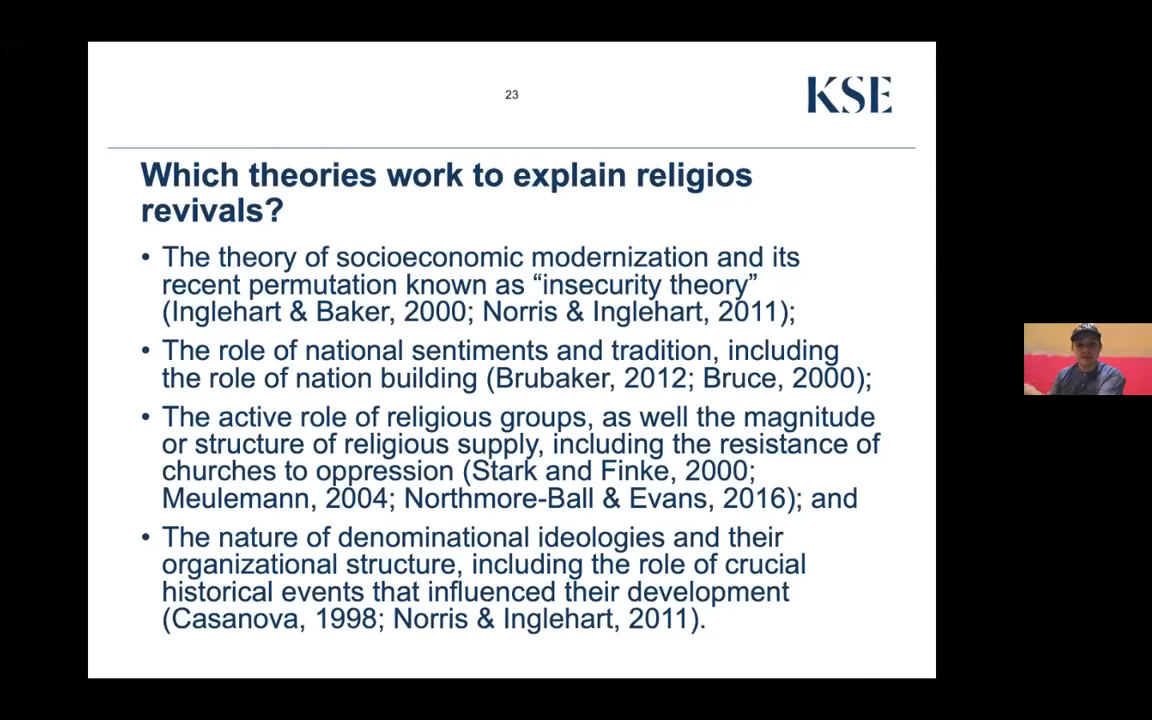 23
KSE
Which theories work to explain religios
revivals?
• The theory of socioeconomic modernization and its
recent permutation known as “insecurity theory”
(Inglehart & Baker, 2000; Norris & Inglehart, 2011);
• The role of national sentiments and tradition, including
the role of nation building (Brubaker, 2012; Bruce, 2000);
• The active role of religious groups, as well the magnitude
or structure of religious supply, including the resistance of
churches to oppression (Stark and Finke, 2000;
Meulemann, 2004; Northmore-Ball & Evans, 2016); and
• The nature of denominational ideologies and their
organizational structure, including the role of crucial
historical events that influenced their development
(Casanova, 1998; Norris & Inglehart, 2011).